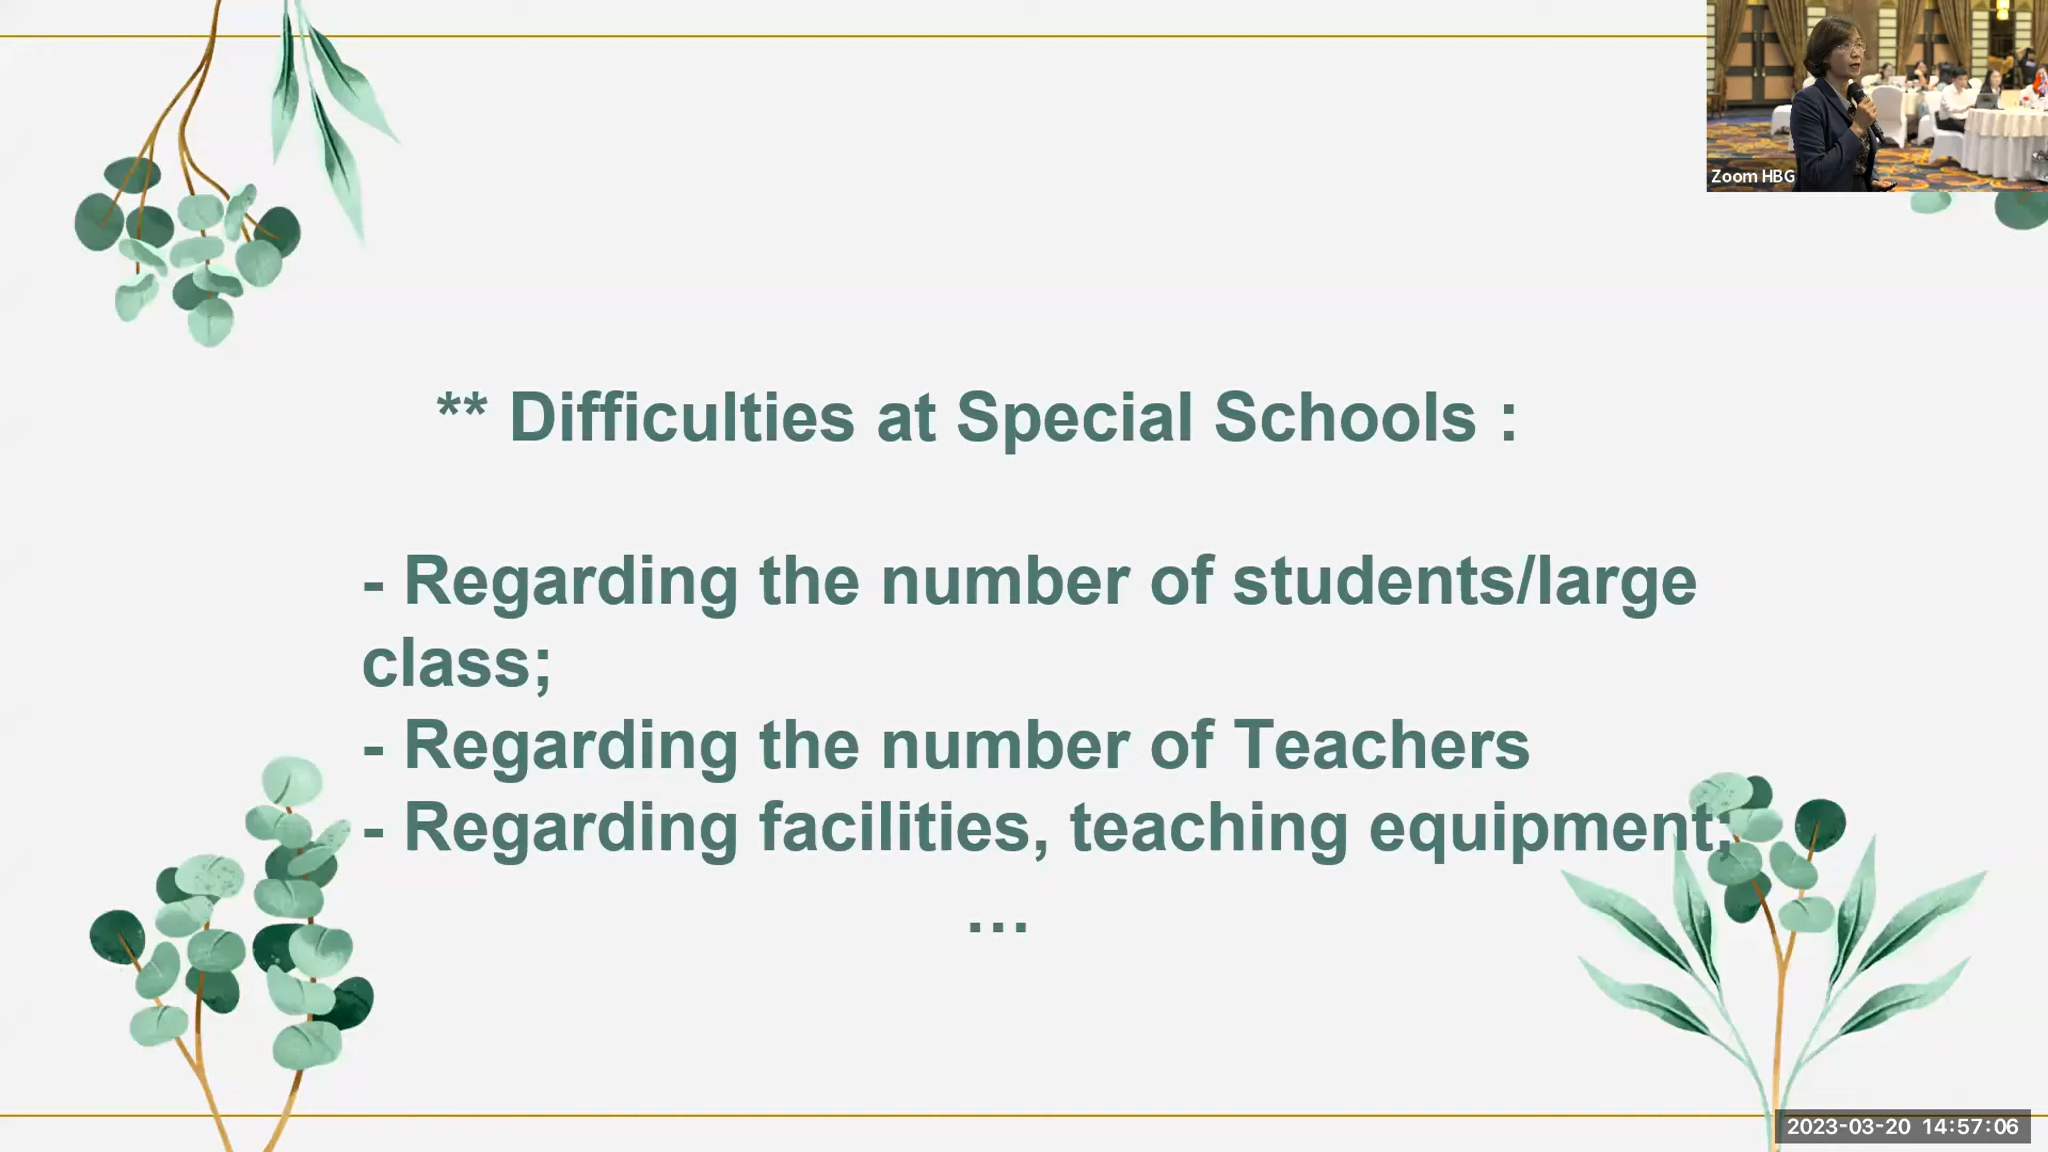 Zoom HBG
** Difficulties at Special Schools :
- Regarding the number of students/large
class;
- Regarding the number of Teachers
- Regarding facilities, teaching equipment;
...
2023-03-20 14:57:06